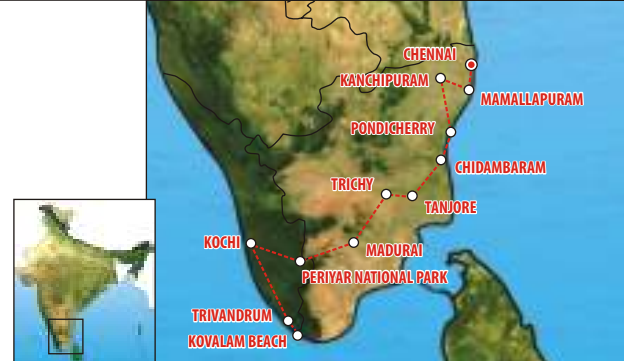 CHENNAI
KANCHIPURAM
MAMALLAPURAM
PONDICHERRY
CHIDAMBARAM
TRICHY
TANJORE
KOCHI
MADURAI
PERIYAR NATIONAL PARK
TRIVANDRUM
KOVALAM BEACH